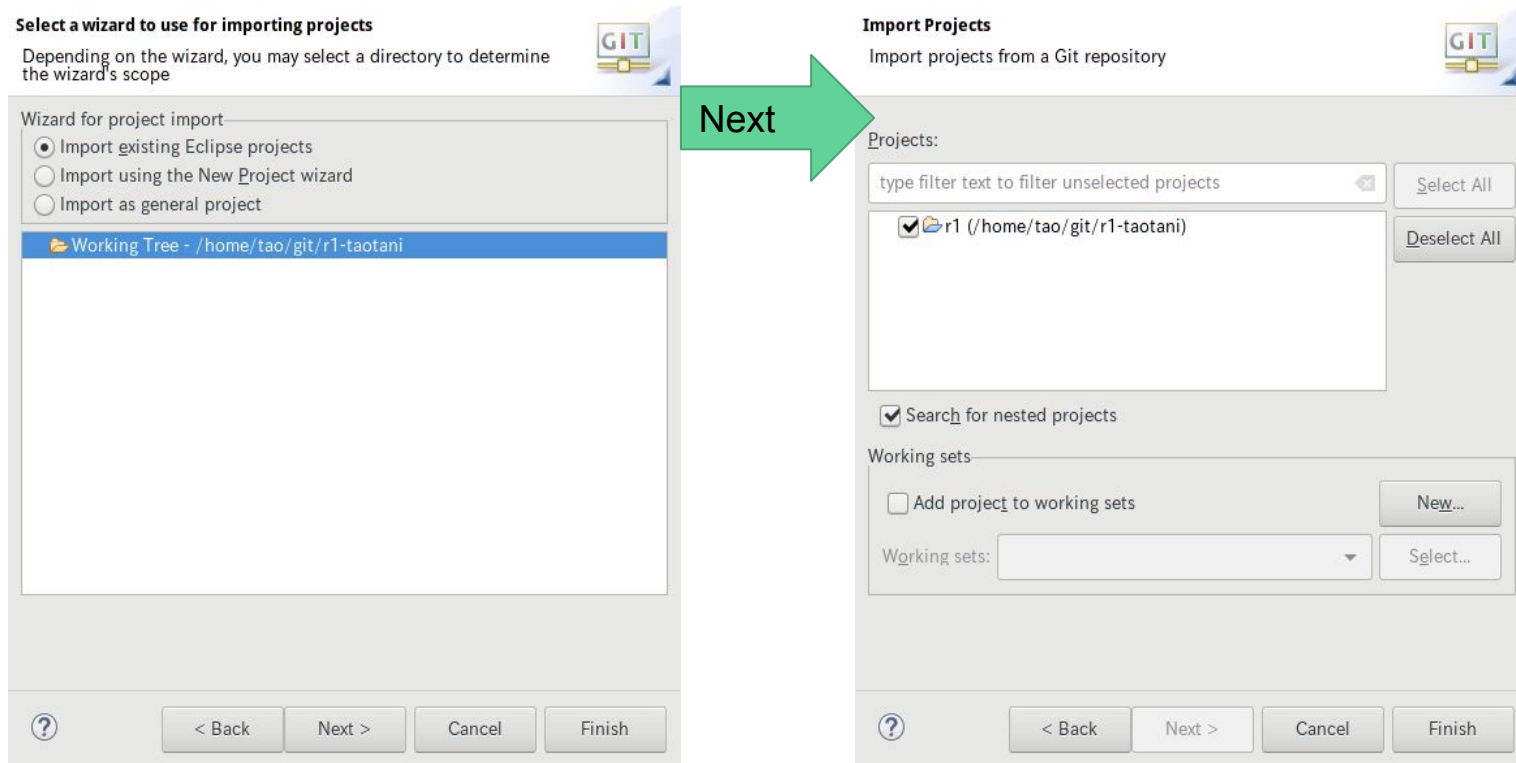 Select a wizard to use for importing projects
Depending on the wizard, you may select a directory to determine
the wizard's scope
GIT
Wizard for project import
Import existing Eclipse projects
Import using the New Project wizard
Import as general project
Working Tree - /home/tao/git/r1-taotani
< Back
Next >
Cancel
Finish
Next
Import Projects
Import projects from a Git repository
GIT
Projects:
type filter text to filter unselected projects
Select All
r1 (/home/tao/git/r1-taotani)
Deselect All
Search for nested projects
Working sets
Add project to working sets
New...
Working sets:
Select...
< Back
Next >
Cancel
Finish